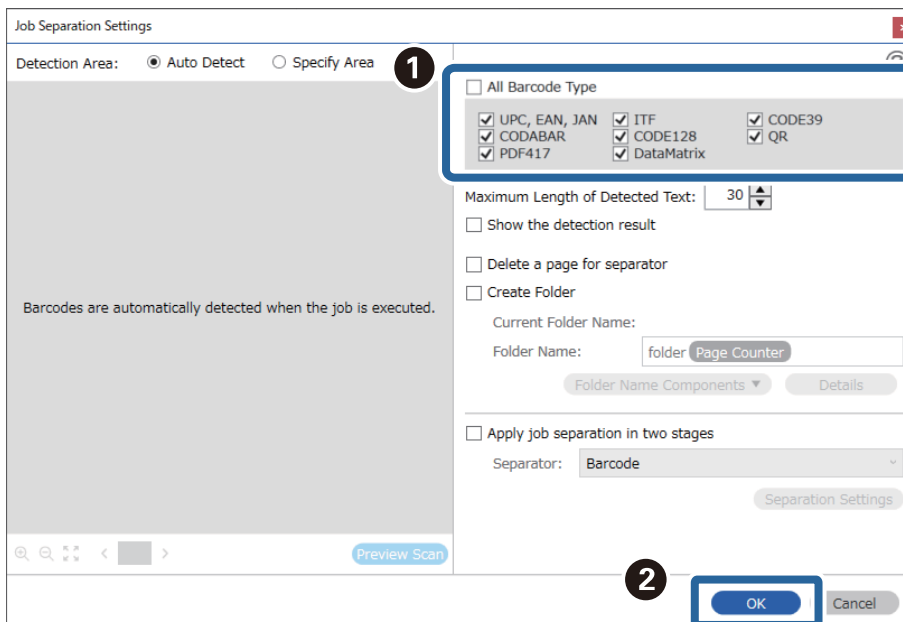 Job Separation Settings
Detection Area: Auto Detect Specify Area
1
All Barcode Type
UPC, EAN, JAN ITF CODE39
CODABAR CODE128 QR
PDF417 DataMatrix
Maximum Length of Detected Text: 30
Show the detection result
Delete a page for separator
Create Folder
Barcodes are automatically detected when the job is executed.
Current Folder Name:
Folder Name: folder Page Counter
Folder Name Components Details
Apply job separation in two stages
Separator: Barcode
Separation Settings
Preview Scan
2
OK Cancel